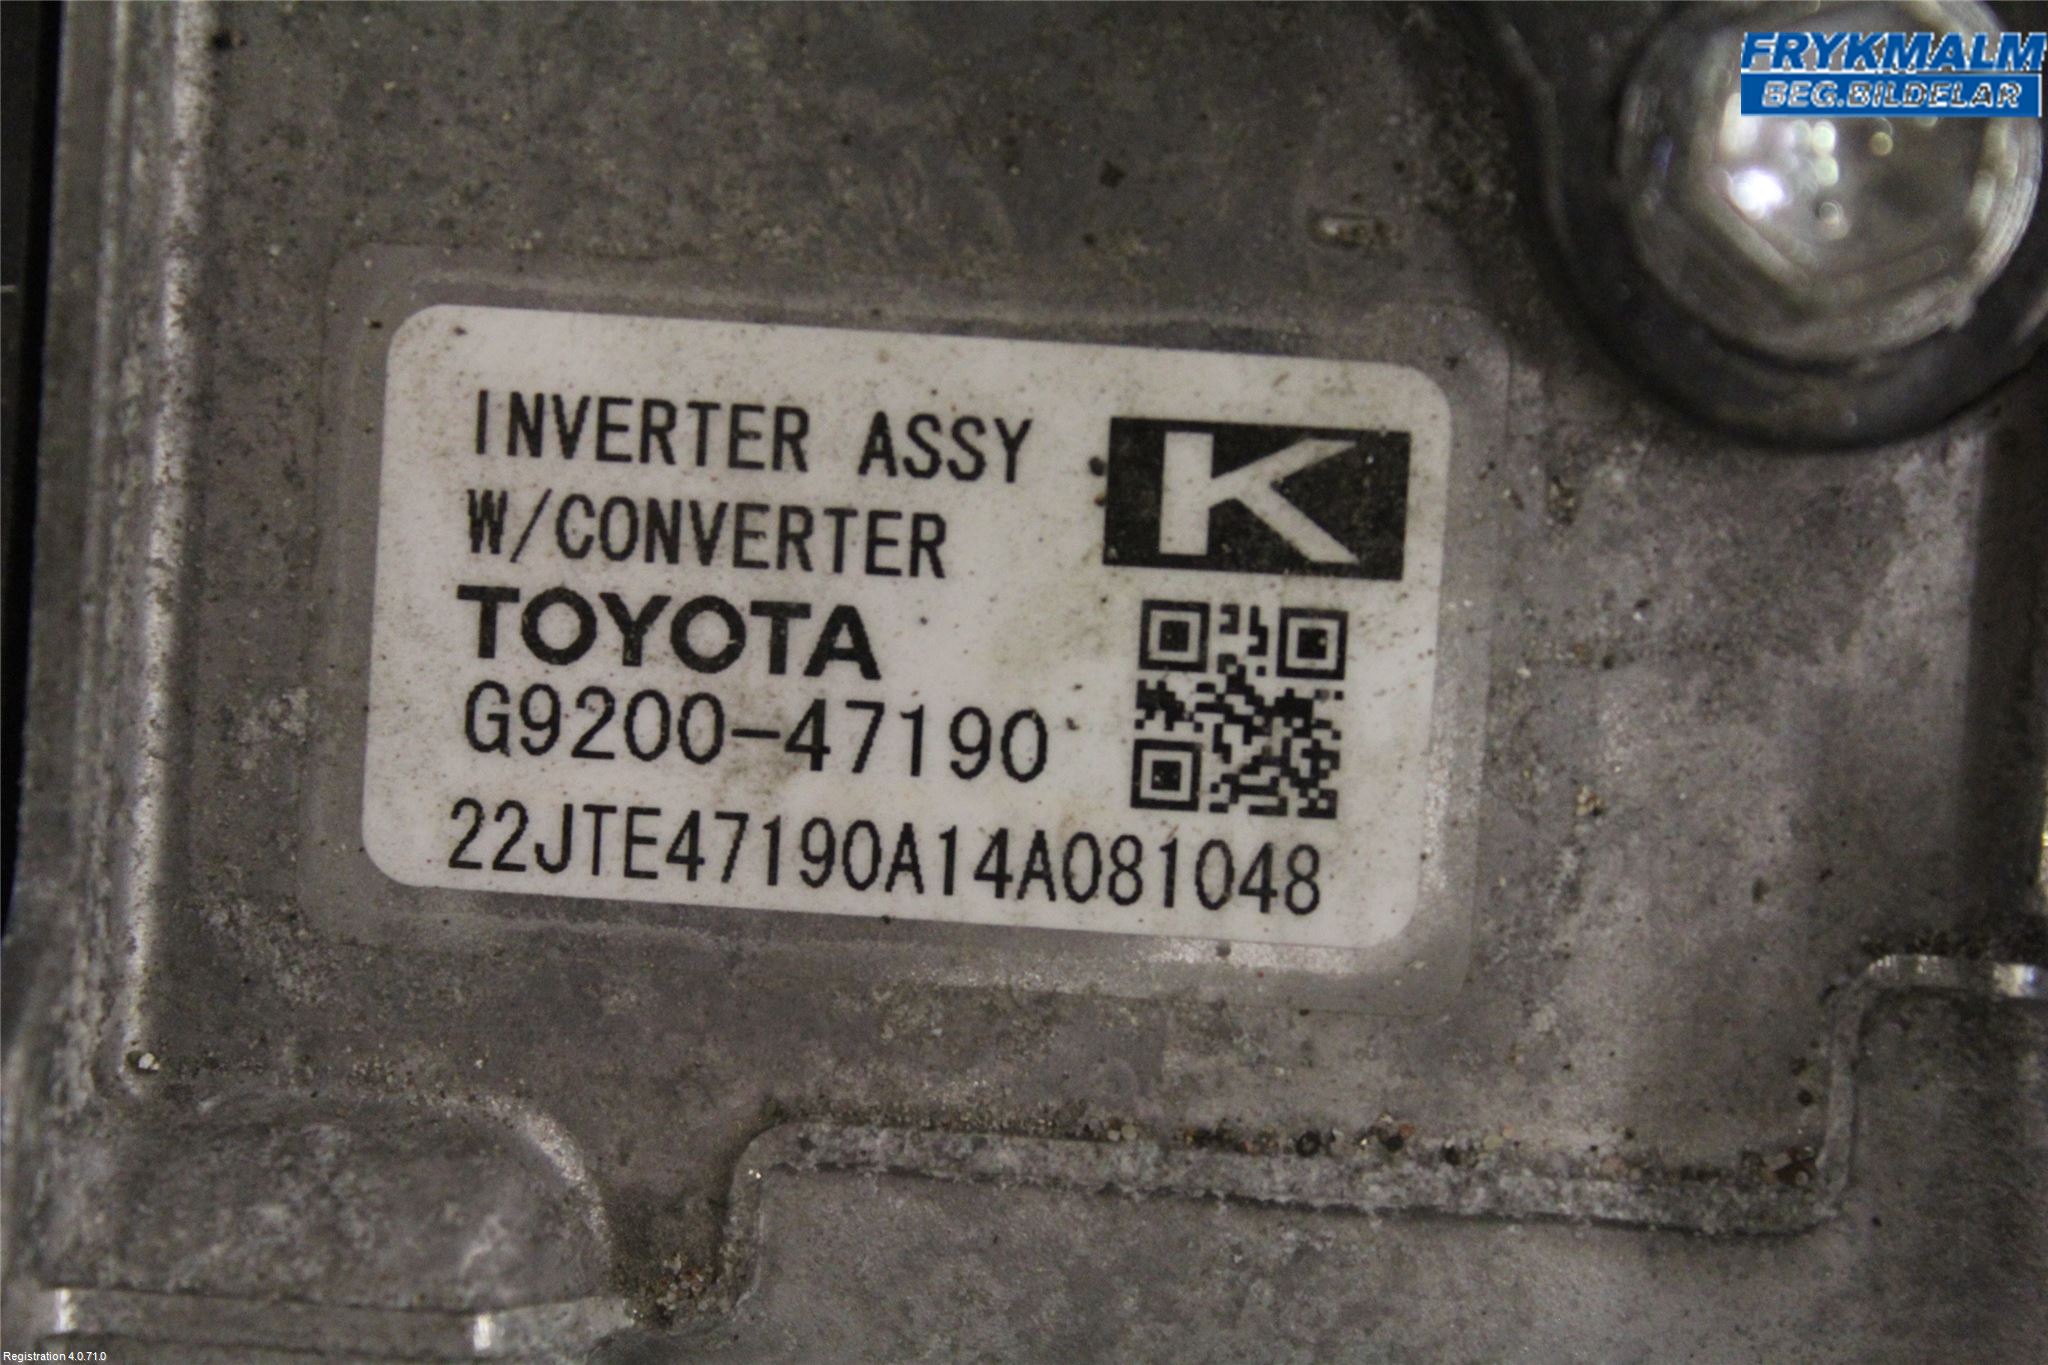 FRYKMALM
BEG.BILDELAR
INVERTER ASSY
W/CONVERTER
K
TOYOTA
G9200-47190
22JTE47190A14A081048
Registration 4.0.71.0